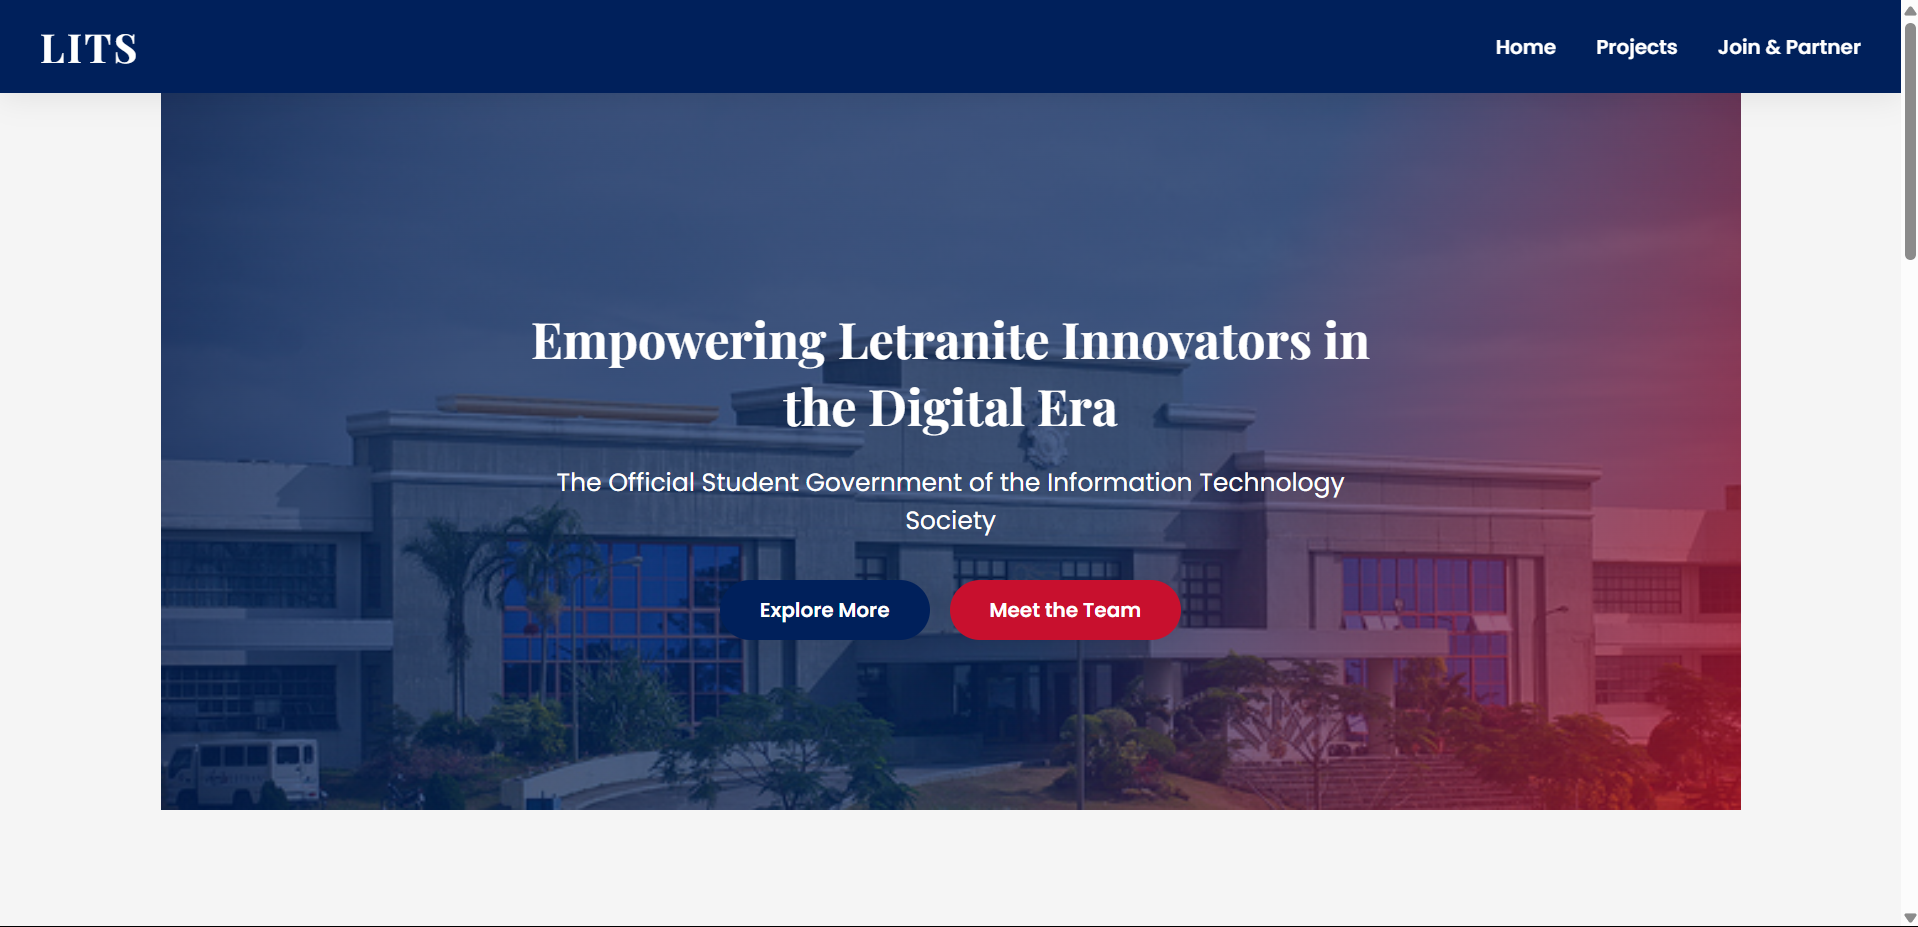 LITS
Home
Projects
Join & Partner
Empowering Letranite Innovators in
the Digital Era
The Official Student Government of the Information Technology
Society
Explore More
Meet the Team